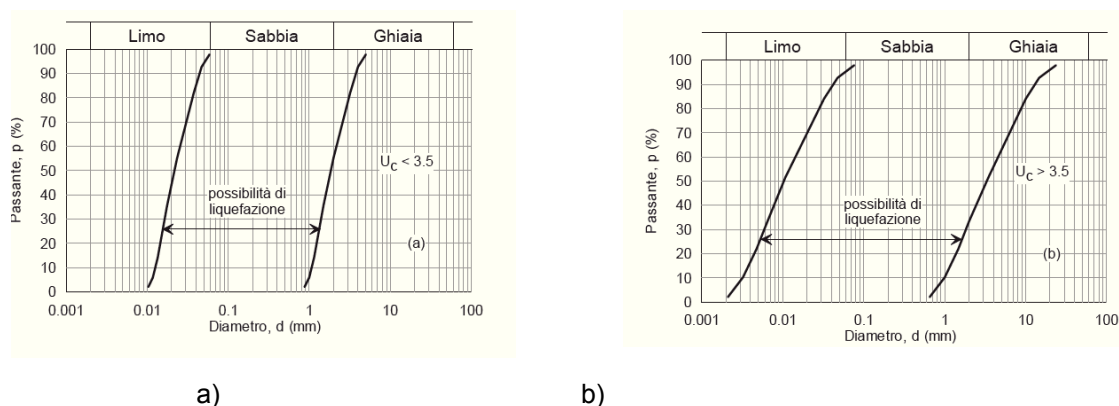 Limo Sabbia Ghiaia
100
90
80
70
60
50
40
30
20
10
0
Passante, p (%)
U_C < 3.5
possibilità di
liquefazione
(a)
0.001 0.01 0.1 1 10 100
Diametro, d (mm)
a)
Limo Sabbia Ghiaia
100
90
80
70
60
50
40
30
20
10
0
Passante, p (%)
U_C > 3.5
possibilità di
liquefazione
(b)
0.001 0.01 0.1 1 10 100
Diametro, d (mm)
b)